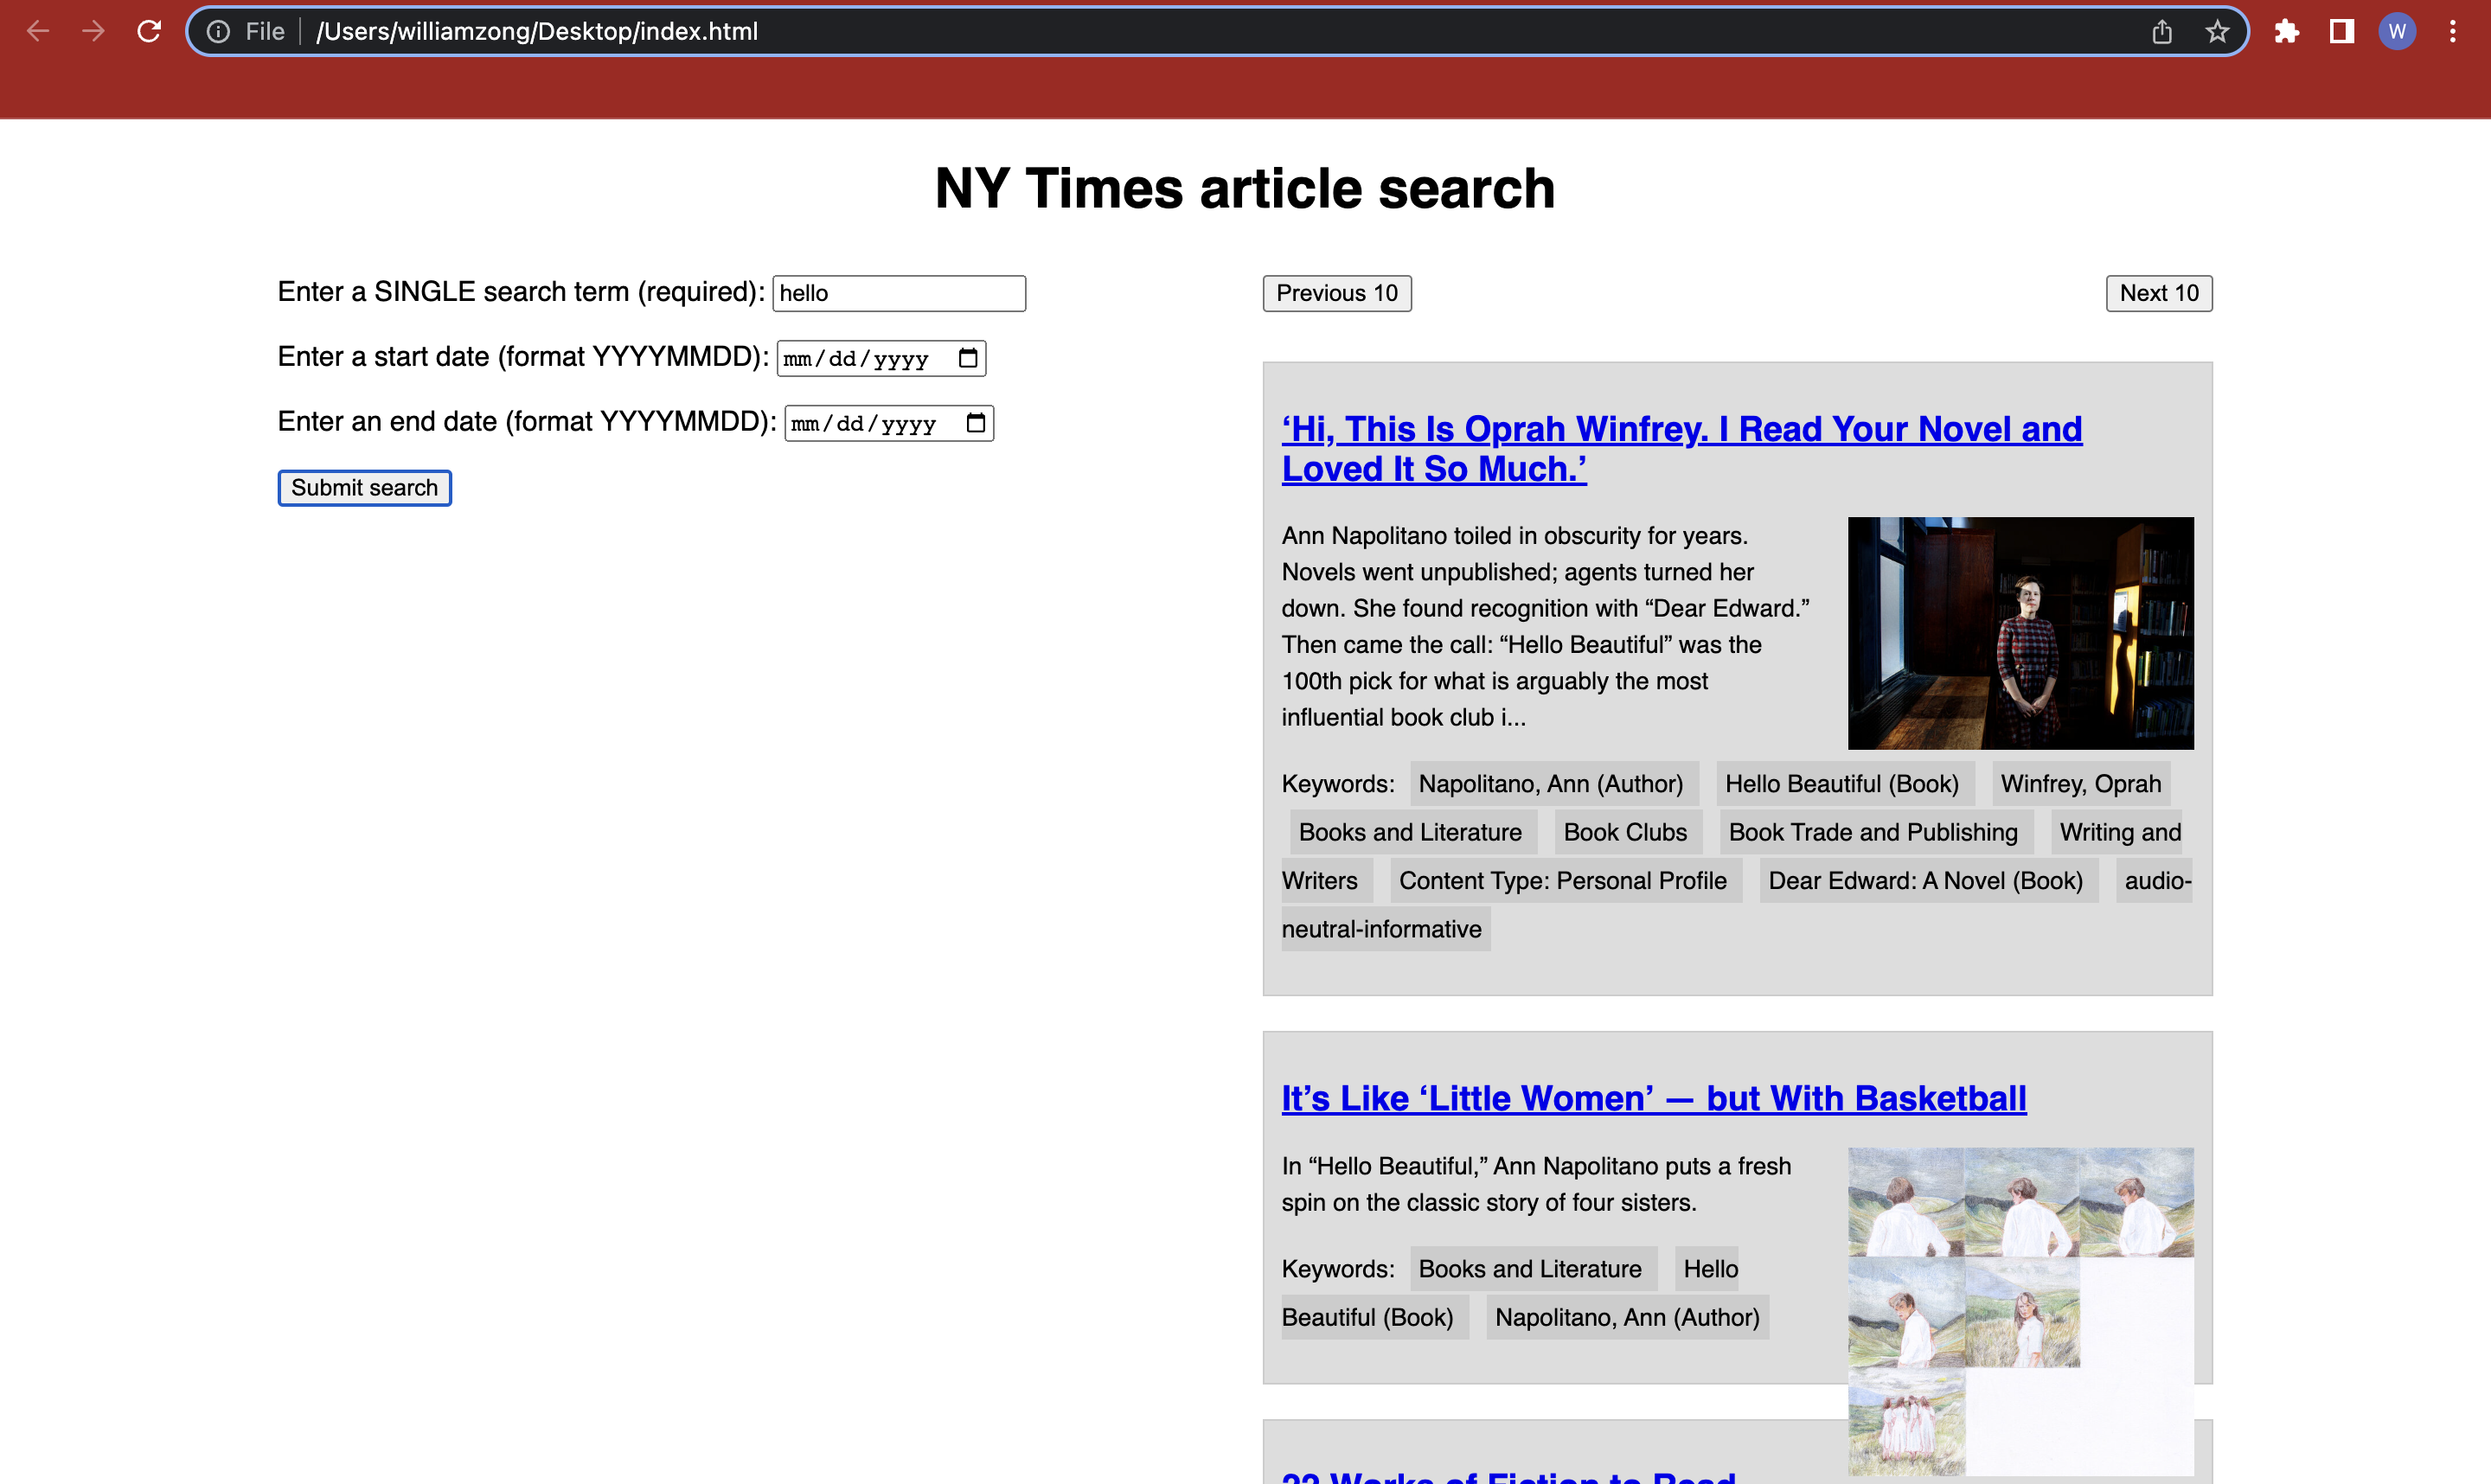 File /Users/williamzong/Desktop/index.html
W
NY Times article search
Enter a SINGLE search term (required): hello
Enter a start date (format YYYYMMDD): mm/dd/yyyy
Enter an end date (format YYYYMMDD): mm/dd/yyyy
Submit search
Previous 10
Next 10
‘Hi, This Is Oprah Winfrey. I Read Your Novel and
Loved It So Much.’
Ann Napolitano toiled in obscurity for years.
Novels went unpublished; agents turned her
down. She found recognition with “Dear Edward.”
Then came the call: “Hello Beautiful” was the
100th pick for what is arguably the most
influential book club i...
Keywords: Napolitano, Ann (Author) Hello Beautiful (Book) Winfrey, Oprah
Books and Literature Book Clubs Book Trade and Publishing Writing and
Writers Content Type: Personal Profile Dear Edward: A Novel (Book) audio-
neutral-informative
It’s Like ‘Little Women’ — but With Basketball
In “Hello Beautiful,” Ann Napolitano puts a fresh
spin on the classic story of four sisters.
Keywords: Books and Literature Hello
Beautiful (Book) Napolitano, Ann (Author)
Works of Fiction to Read